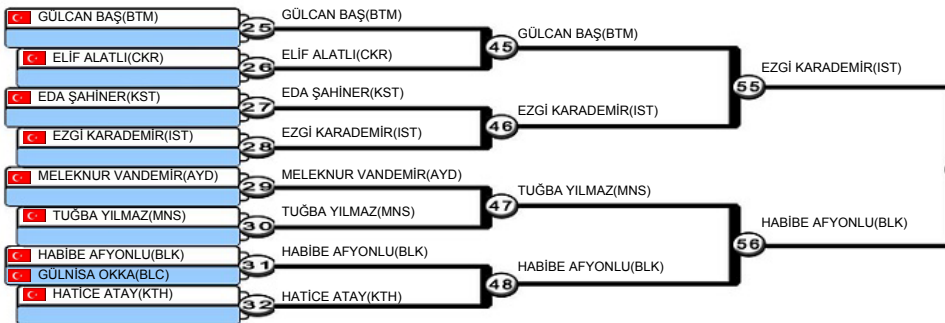 GÜLCAN BAŞ(BTM)
25
ELİF ALATLI(CKR)
26
EDA ŞAHİNER(KST)
27
EZGİ KARADEMİR(IST)
28
MELEKNUR VANDEMİR(AYD)
29
TUĞBA YILMAZ(MNS)
30
HABİBE AFYONLU(BLK)
31
GÜLNİSA OKKA(BLC)
HATİCE ATAY(KTH)
32
GÜLCAN BAŞ(BTM)
45
ELİF ALATLI(CKR)
EDA ŞAHİNER(KST)
46
EZGİ KARADEMİR(IST)
MELEKNUR VANDEMİR(AYD)
47
TUĞBA YILMAZ(MNS)
HABİBE AFYONLU(BLK)
48
HATİCE ATAY(KTH)
GÜLCAN BAŞ(BTM)
55
EZGİ KARADEMİR(IST)
TUĞBA YILMAZ(MNS)
56
HABİBE AFYONLU(BLK)
EZGİ KARADEMİR(IST)
HABİBE AFYONLU(BLK)